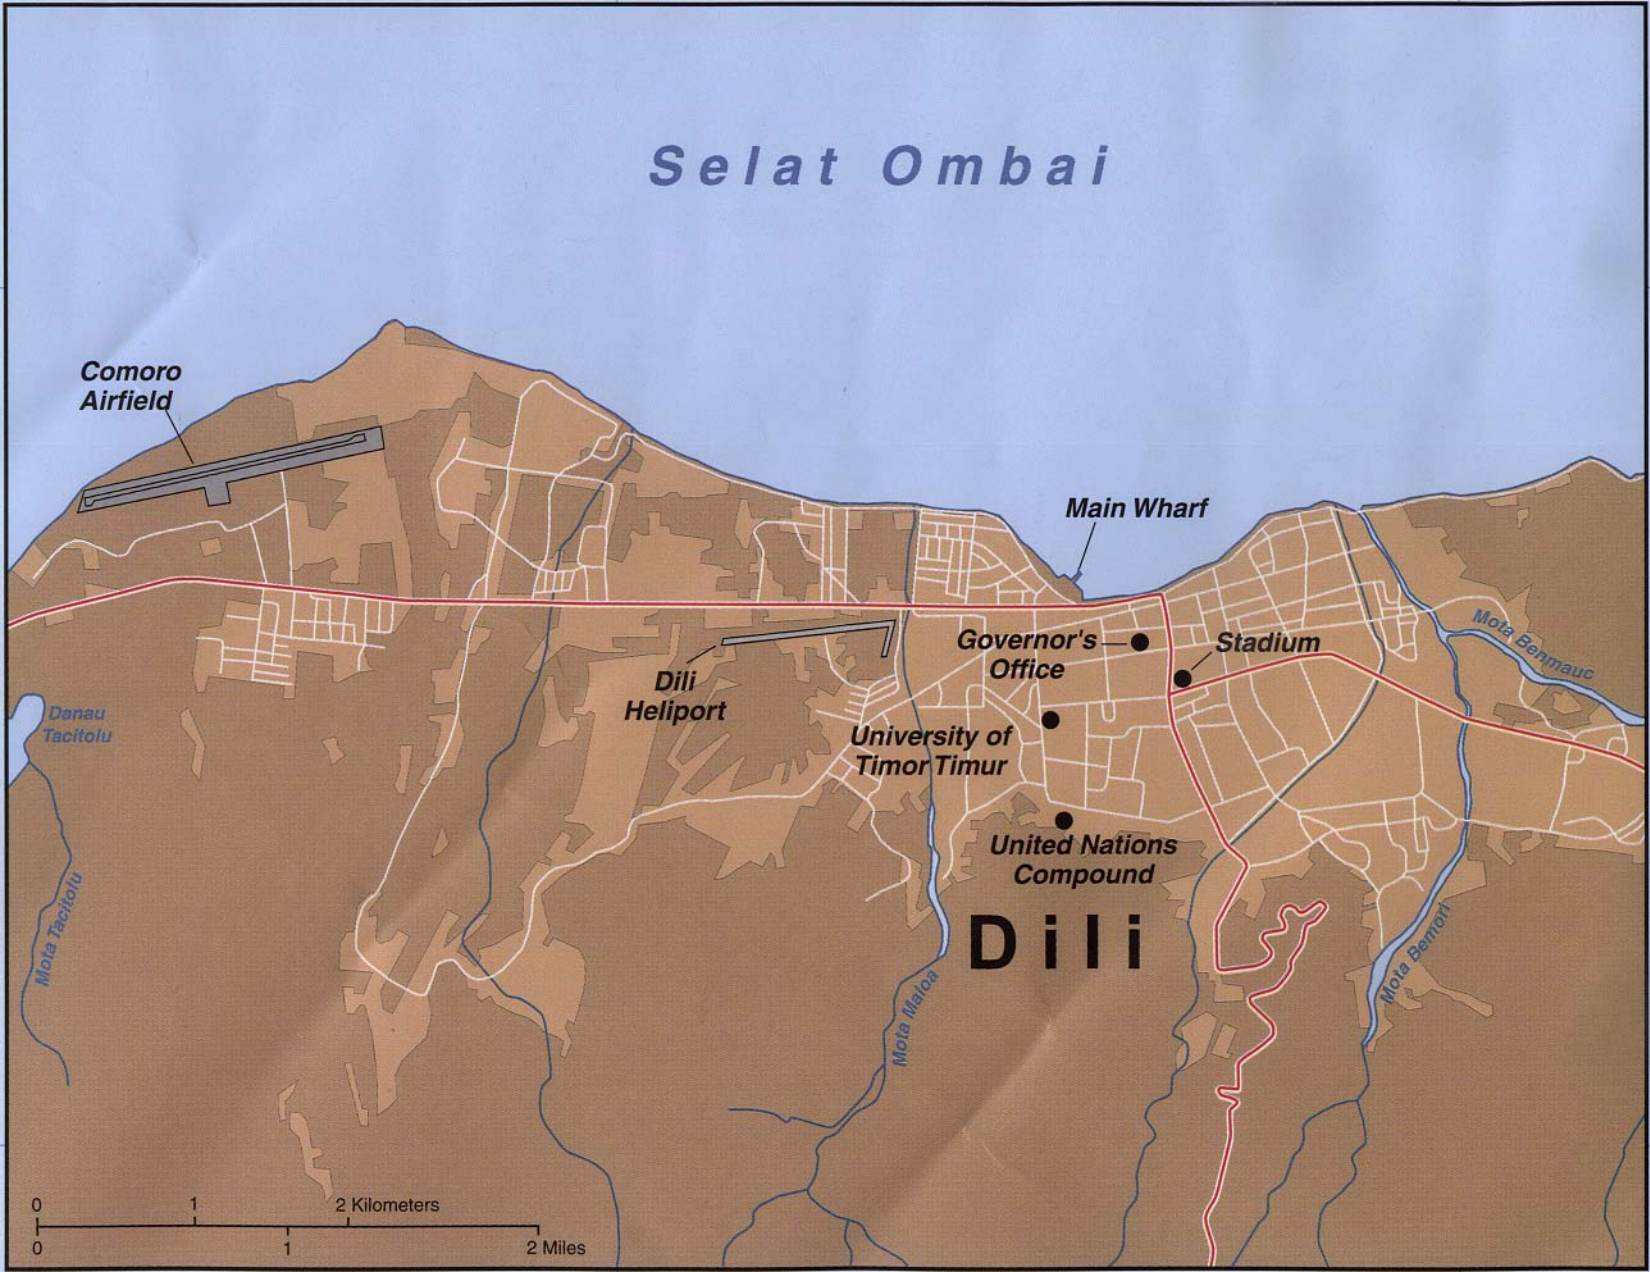 Selat Ombai
Comoro
Airfield
Main Wharf
Governor's
Office
Stadium
Mota Benmauc
Dili
Heliport
Danau
Tacitolu
University of
Timor Timur
United Nations
Compound
Dili
Mota Tacitolu
Mota Maloa
Mota Bemori
0 1 2 Kilometers
0 1 2 Miles